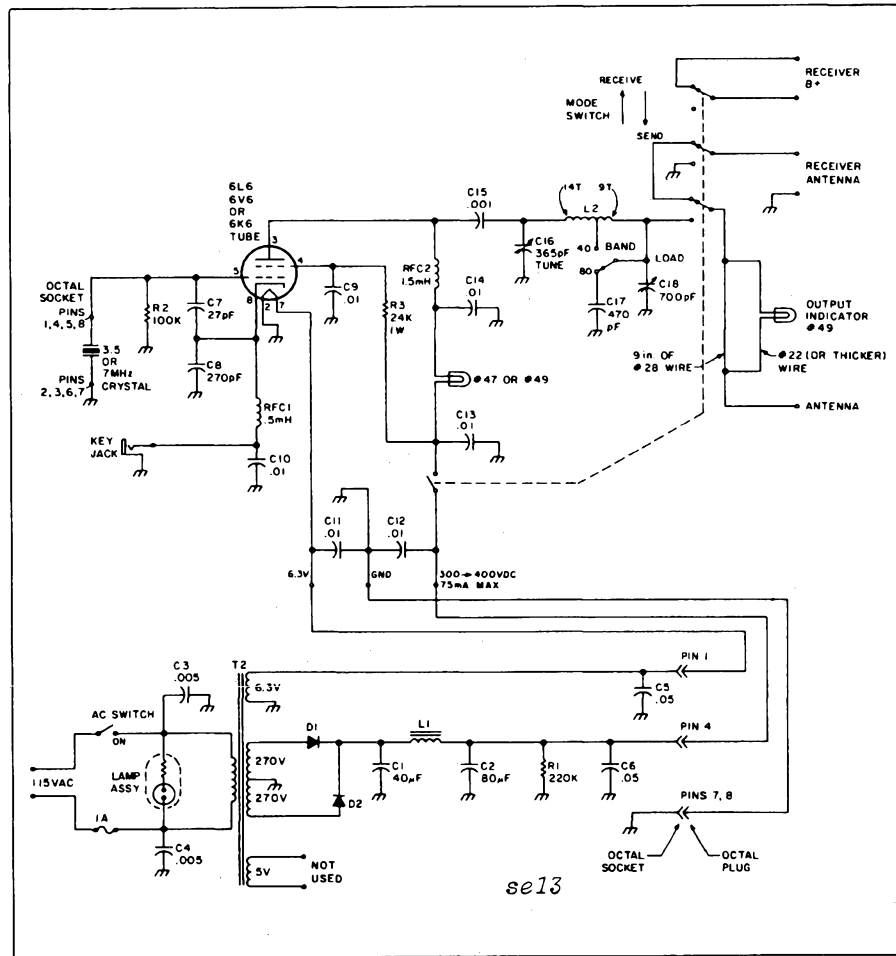 RECEIVE
MODE
SWITCH
SEND
RECEIVER
B+
RECEIVER
ANTENNA
6L6
6V6
OR
6K6
TUBE
3
5
4
8
2
7
OCTAL
SOCKET
PINS
1,4,5,8
3.5
OR
7MHz
CRYSTAL
PINS
2,3,6,7
R2
100K
C7
27pF
C8
270pF
RFC1
.5mH
KEY
JACK
C10
.01
C9
.01
R3
24K
1W
RFC2
1.5mH
C14
.01
#47 OR #49
C13
.01
C15
.001
C16
365pF
TUNE
14T
9T
L2
40
BAND
80
LOAD
C17
470
pF
C18
700pF
9 in. OF
#28 WIRE
OUTPUT
INDICATOR
#49
#22 (OR THICKER)
WIRE
ANTENNA
C11
.01
C12
.01
6.3V
GND
300→400VDC
75mA MAX
C3
.005
T2
6.3V
AC SWITCH
ON
115VAC
LAMP
ASSY
1A
C4
.005
270V
270V
5V
NOT
USED
D1
D2
L1
C1
40µF
C2
80µF
R1
220K
C5
.05
C6
.05
PIN 1
PIN 4
PINS 7, 8
OCTAL
SOCKET
OCTAL
PLUG
se13